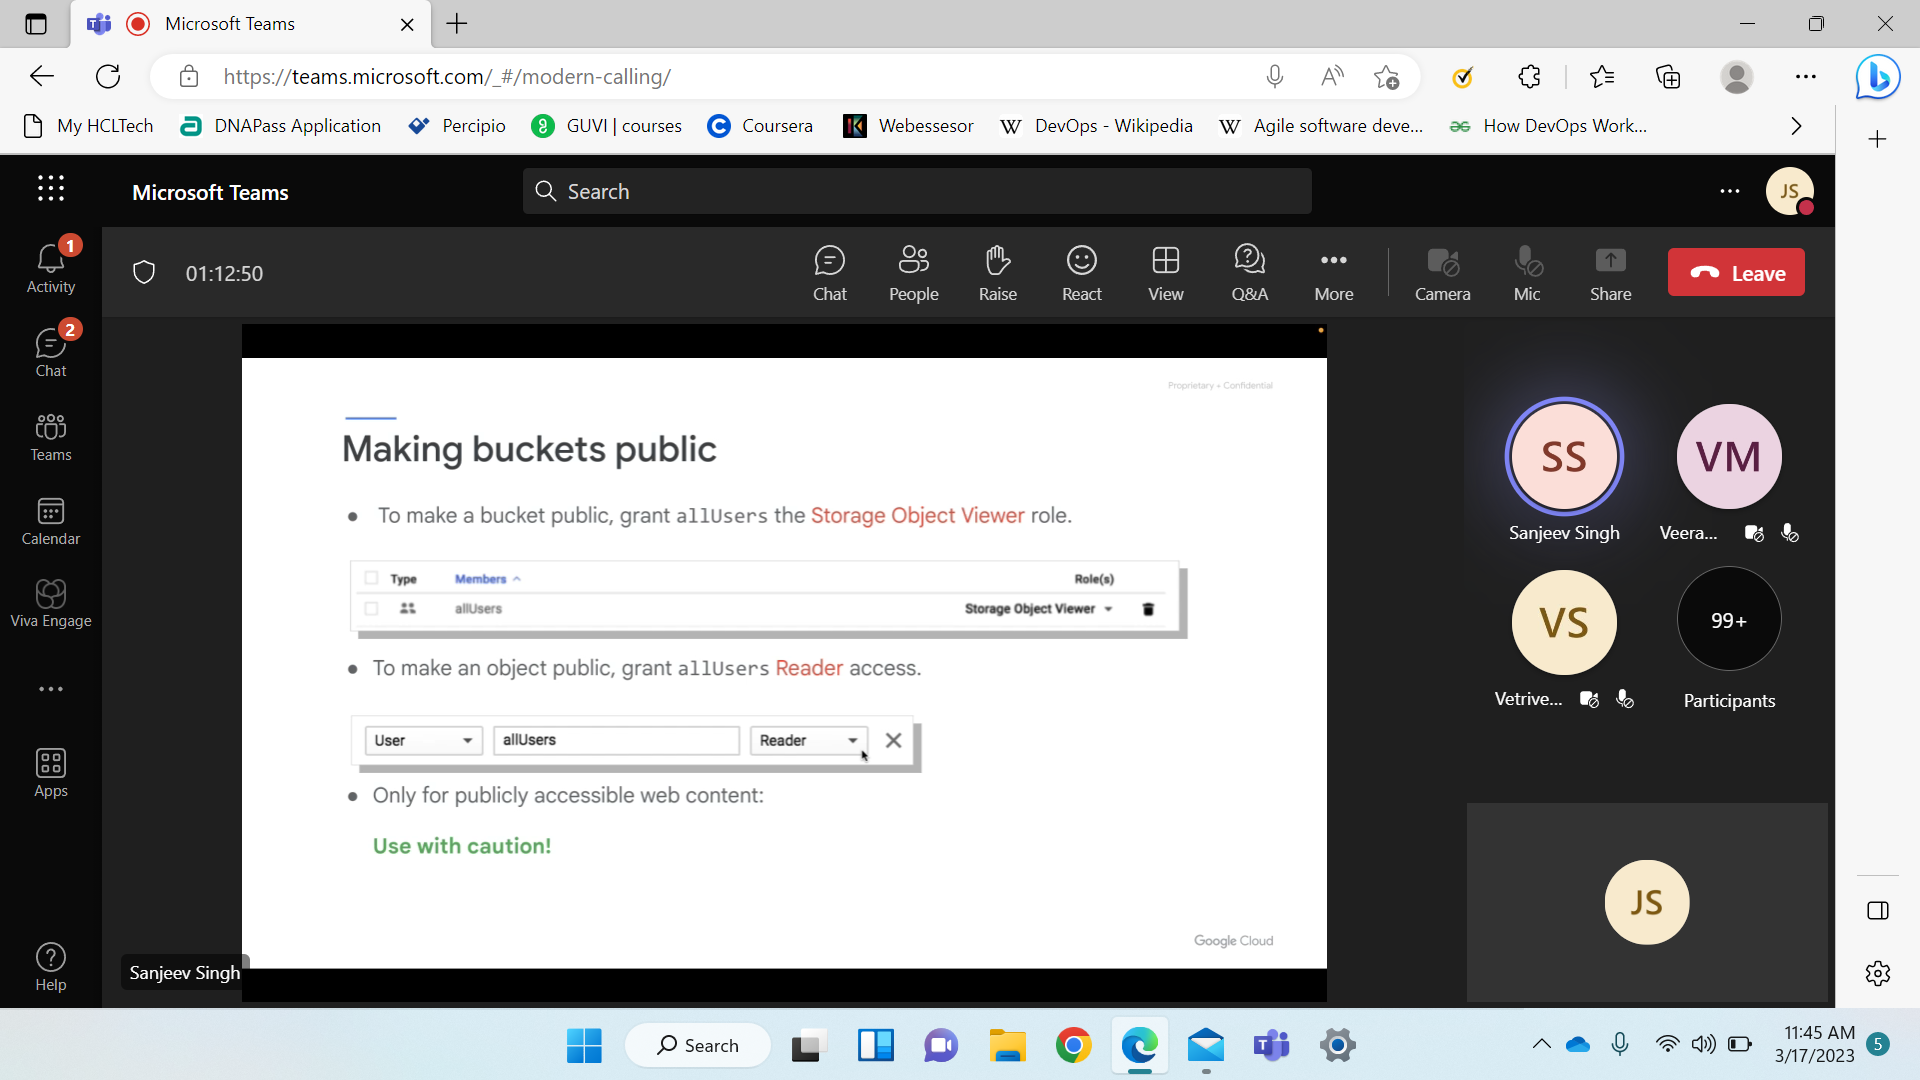 Microsoft Teams
https://teams.microsoft.com/_#/modern-calling/
My HCLTech
DNAPass Application
Percipio
GUVI | courses
Coursera
Webessesor
DevOps - Wikipedia
Agile software deve...
How DevOps Work...
Microsoft Teams
Search
JS
1
Activity
01:12:50
Chat
People
Raise
React
View
Q&A
More
Camera
Mic
Share
Leave
2
Chat
Teams
Calendar
Viva Engage
Apps
Help
Proprietary + Confidential
Making buckets public
• To make a bucket public, grant allUsers the Storage Object Viewer role.
Type Members Role(s)
allUsers Storage Object Viewer
• To make an object public, grant allUsers Reader access.
User allUsers Reader
• Only for publicly accessible web content:
Use with caution!
Google Cloud
Sanjeev Singh
SS
Sanjeev Singh
VM
Veera...
VS
Vetrive...
99+
Participants
JS
Search
11:45 AM
3/17/2023
5